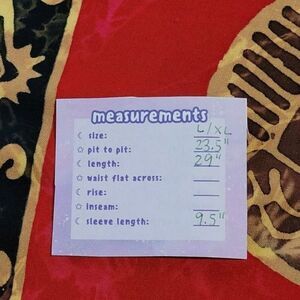 measurements
☾ size: L/XL
☆ pit to pit: 23.5"
☾ length: 29"
☆ waist flat across:
☾ rise:
☆ inseam:
☾ sleeve length: 9.5"